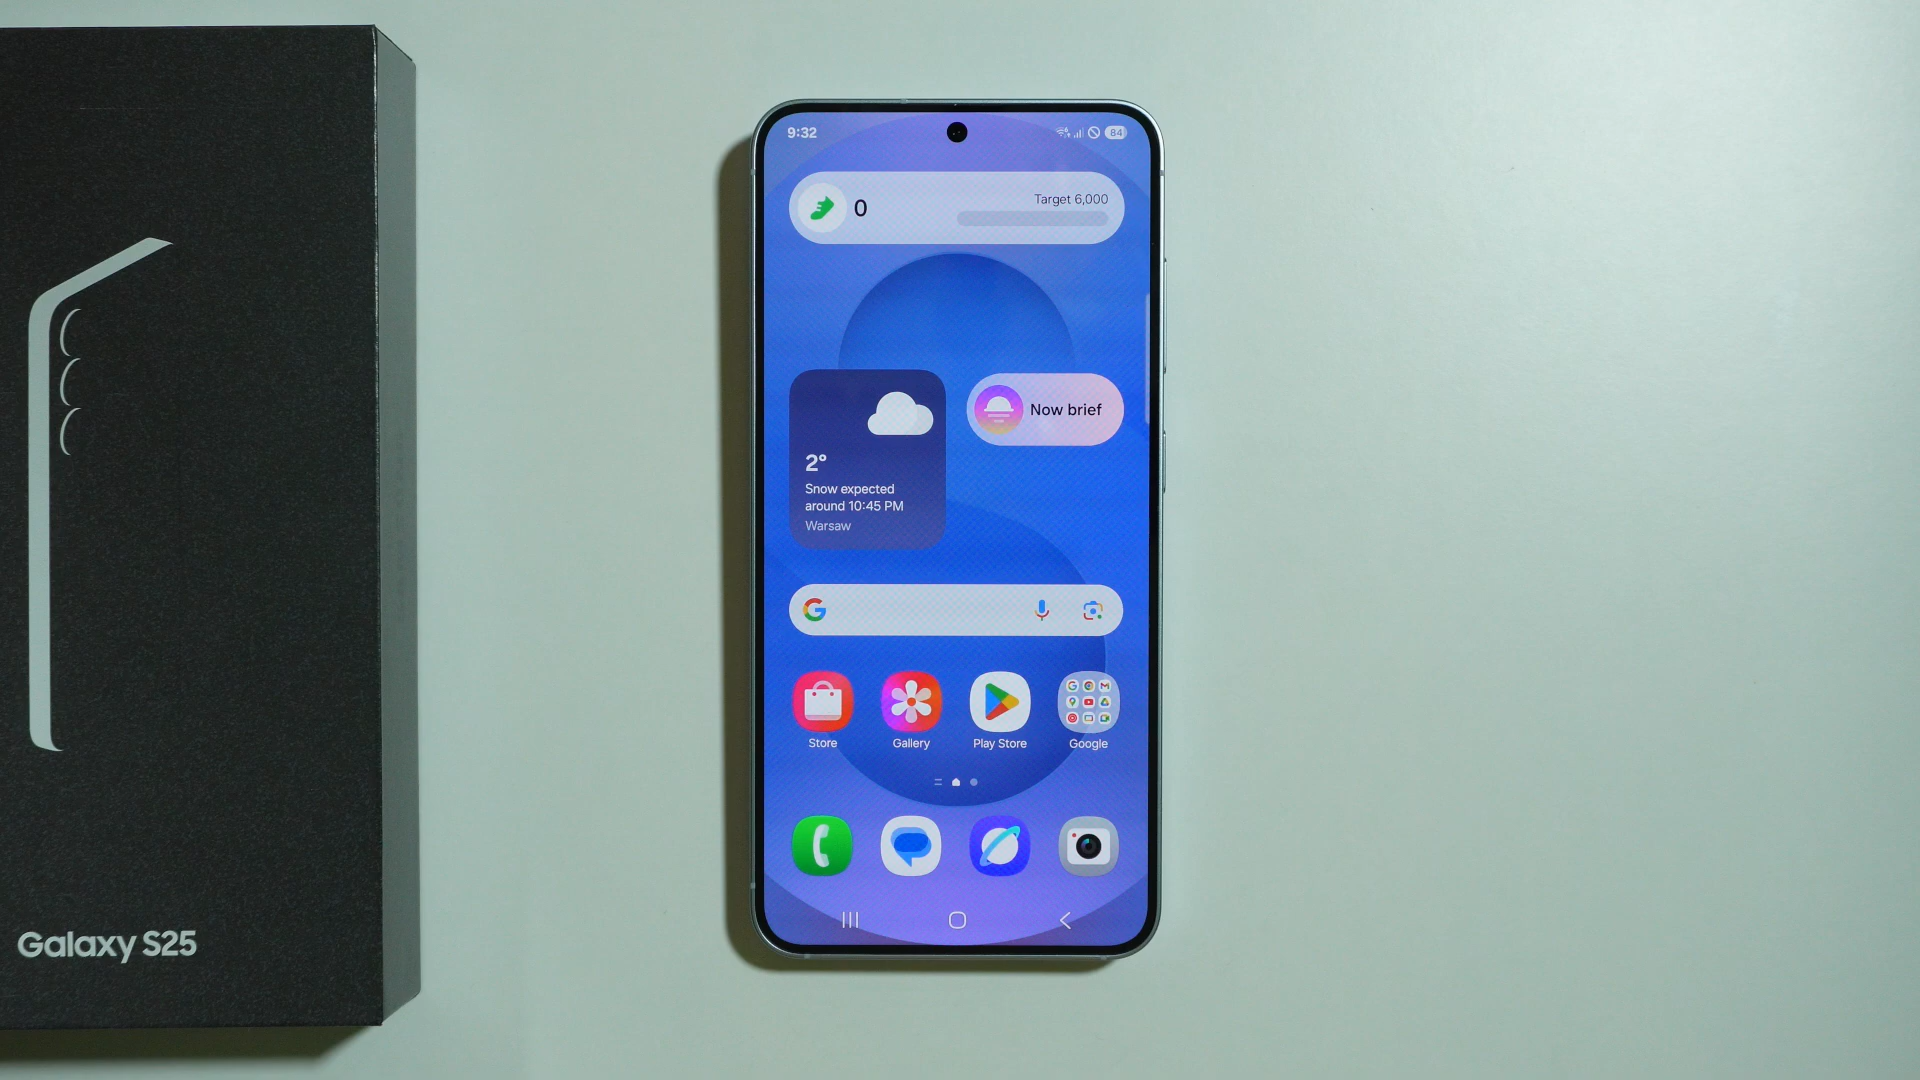 Galaxy S25
9:32
84
0
Target 6,000
Now brief
2°
Snow expected
around 10:45 PM
Warsaw
Store
Gallery
Play Store
Google